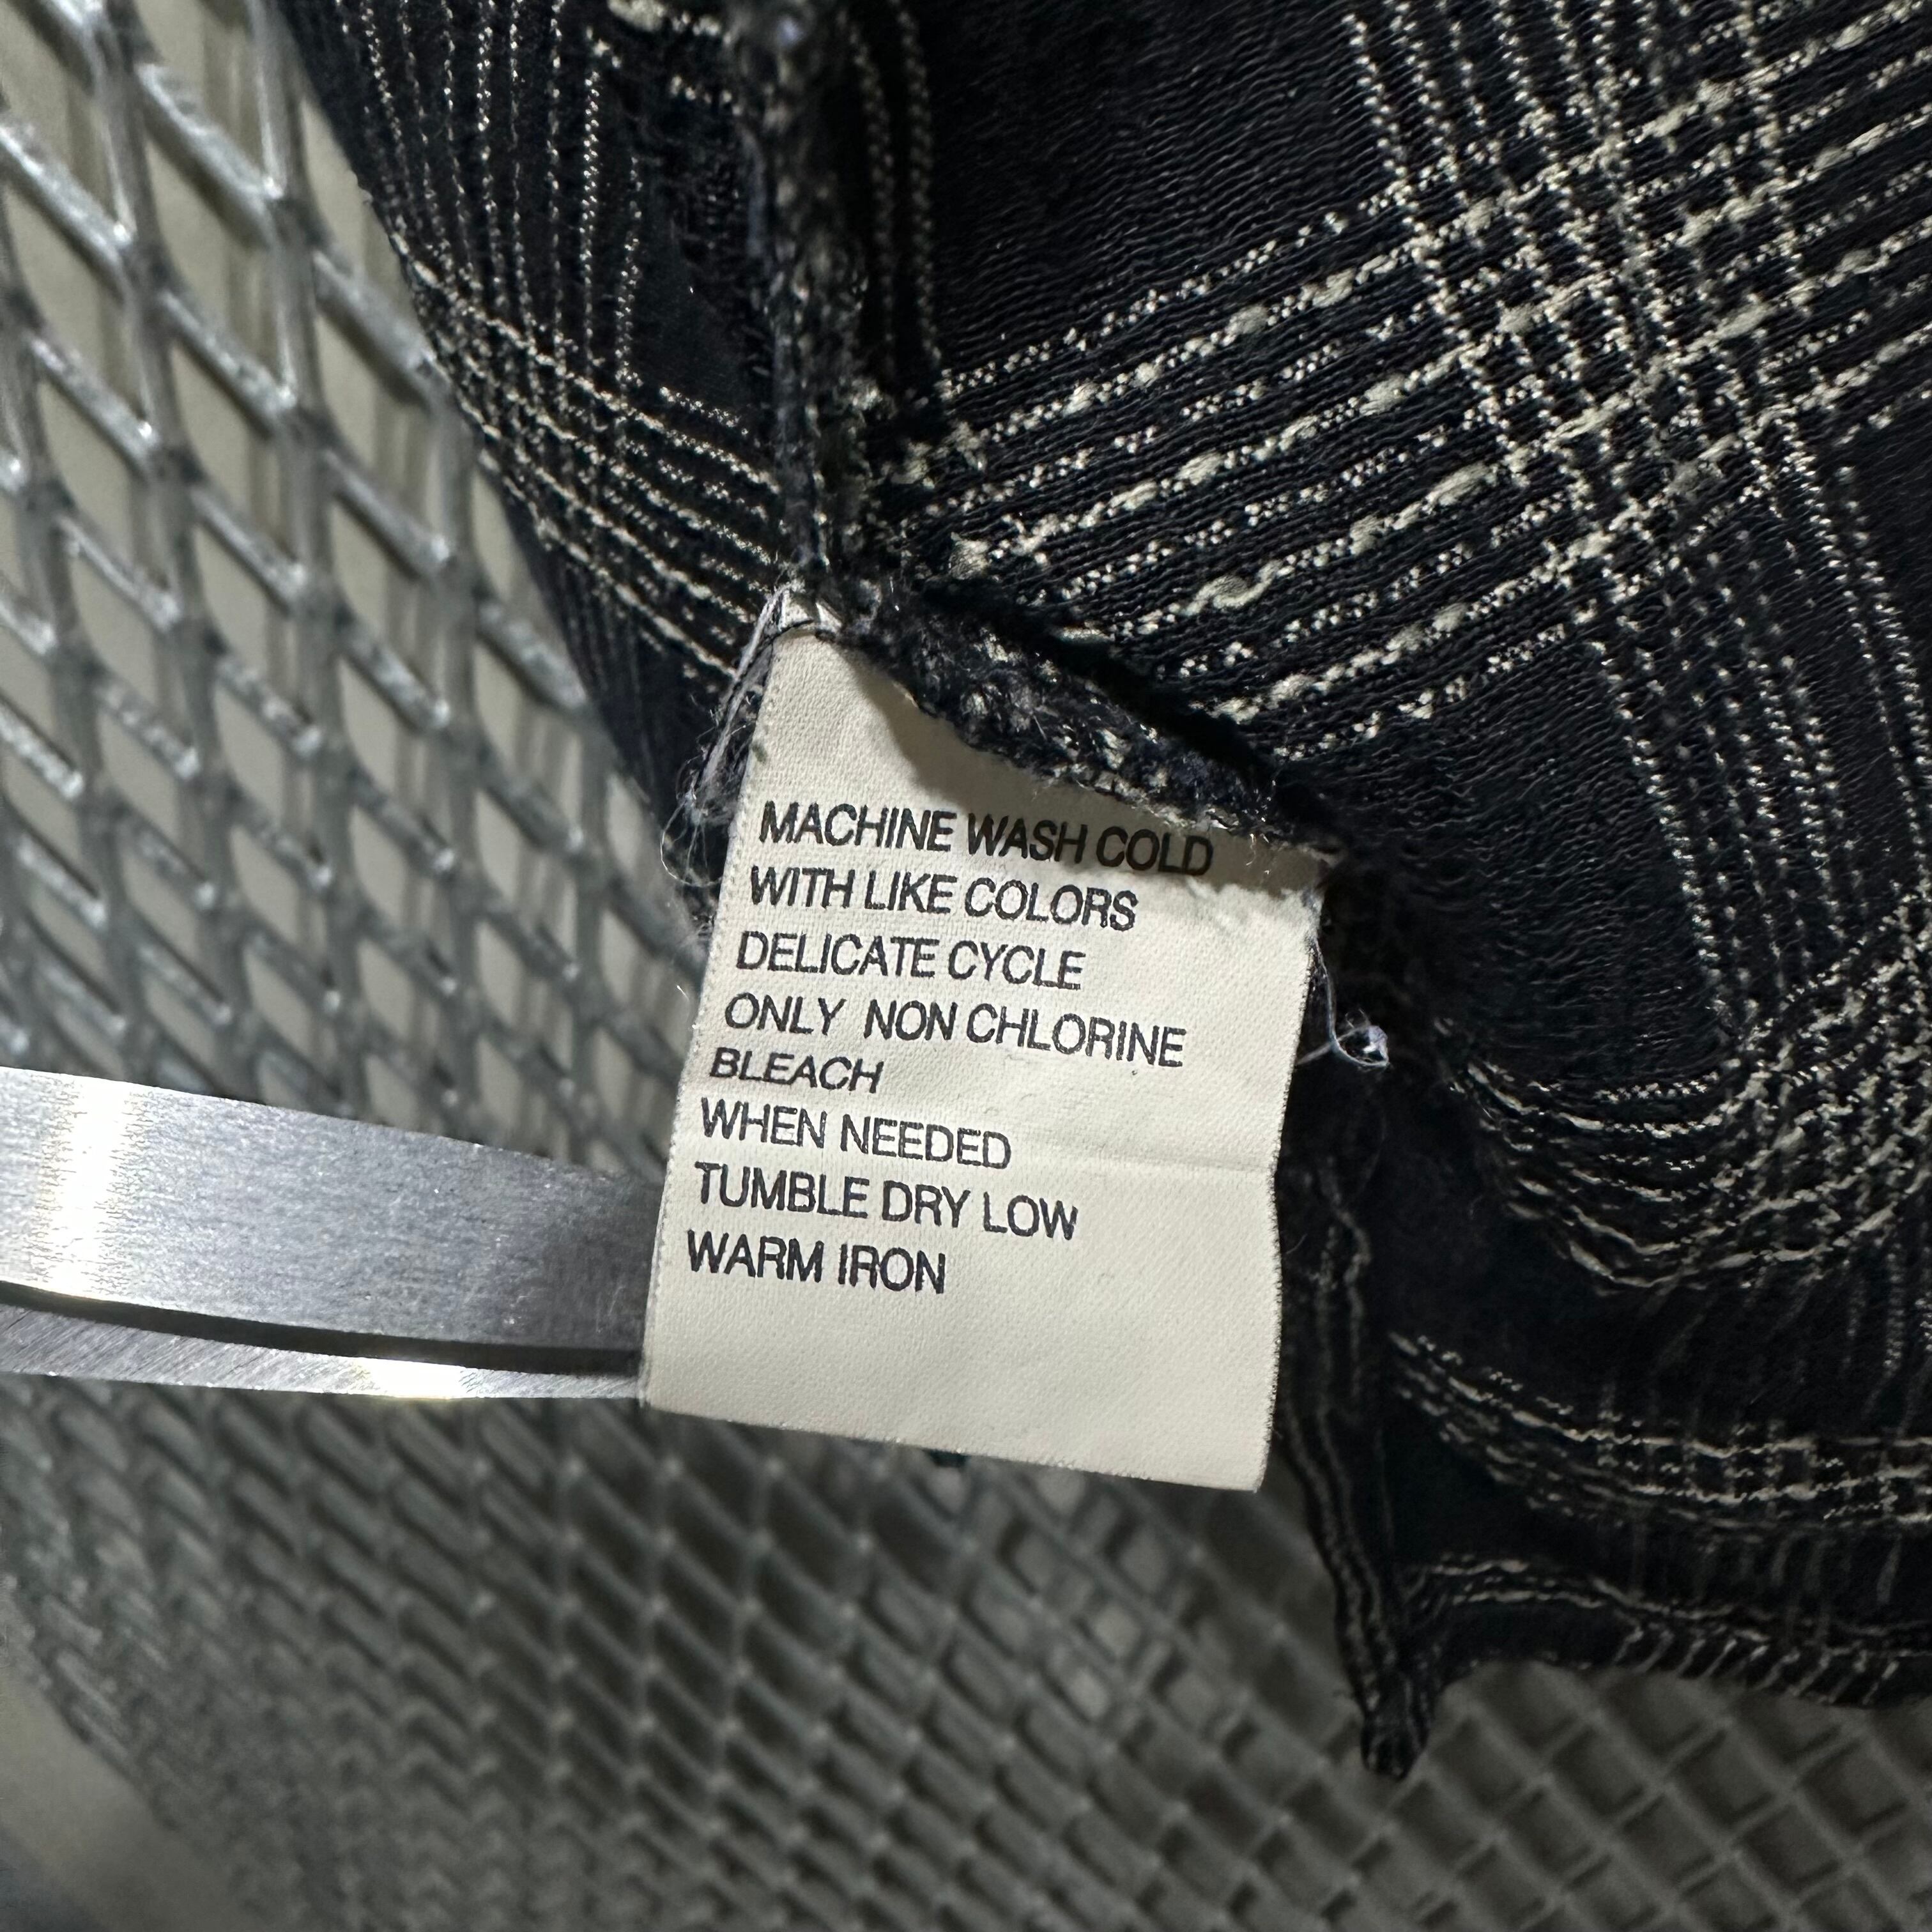 MACHINE WASH COLD
WITH LIKE COLORS
DELICATE CYCLE
ONLY NON CHLORINE
BLEACH
WHEN NEEDED
TUMBLE DRY LOW
WARM IRON